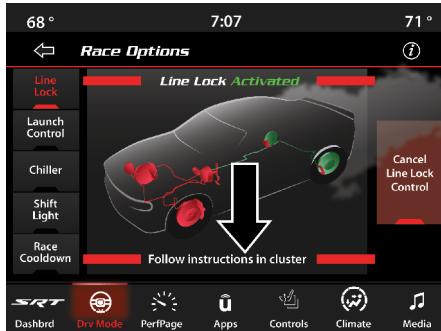 68 °
7:07
71 °
Race Options
Line
Lock
Launch
Control
Chiller
Shift
Light
Race
Cooldown
Line Lock Activated
Cancel
Line Lock
Control
Follow instructions in cluster
SRT
û
Dashbrd
Drv Mode
PerfPage
Apps
Controls
Climate
Media